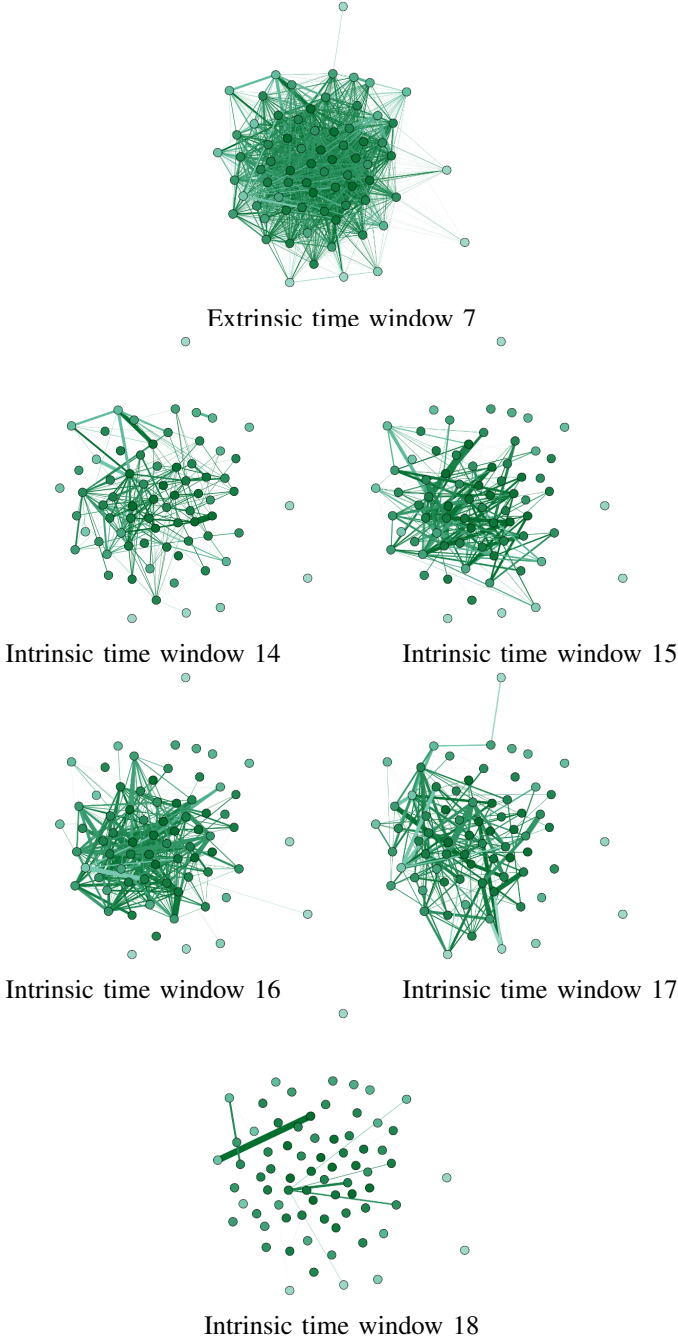 Extrinsic time window 7
Intrinsic time window 14
Intrinsic time window 15
Intrinsic time window 16
Intrinsic time window 17
Intrinsic time window 18